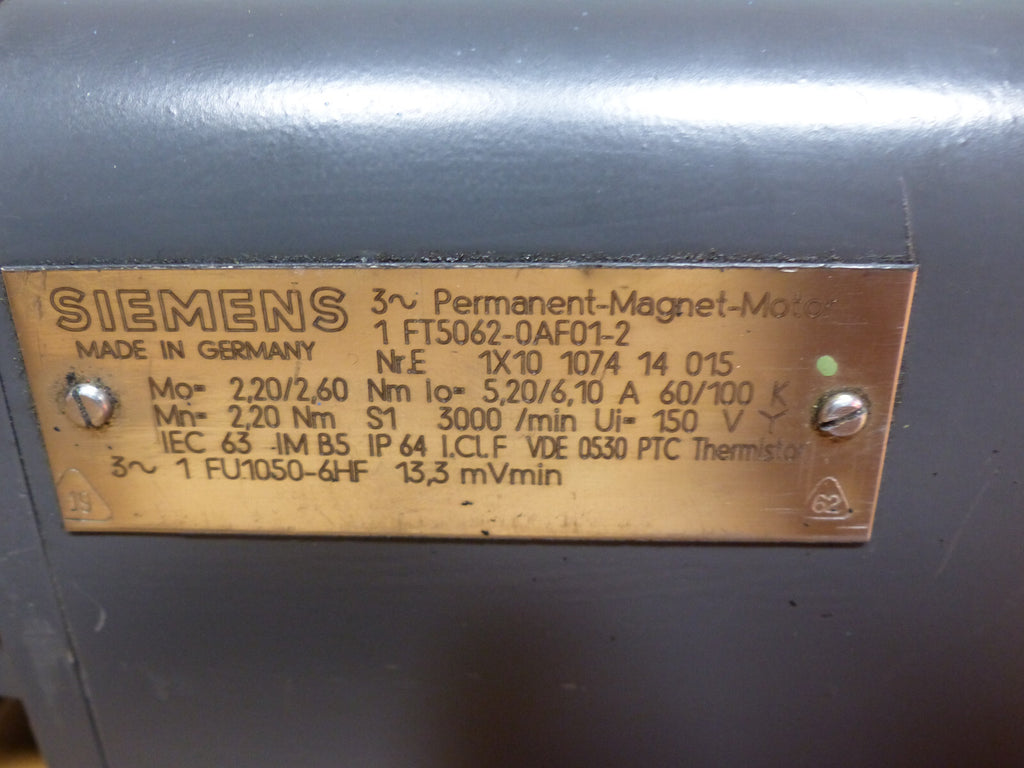 SIEMENS 3~ Permanent-Magnet-Motor
1 FT5062-0AF01-2
MADE IN GERMANY Nr.E 1X10 1074 14 015
Mo= 2,20/2,60 Nm Io= 5,20/6,10 A 60/100 K
Mn= 2,20 Nm S1 3000 /min Ui= 150 V Y
IEC 63 IM B5 IP 64 I.Cl.F VDE 0530 PTC Thermistor
3~ 1 FU1050-6HF 13,3 mVmin
19 62